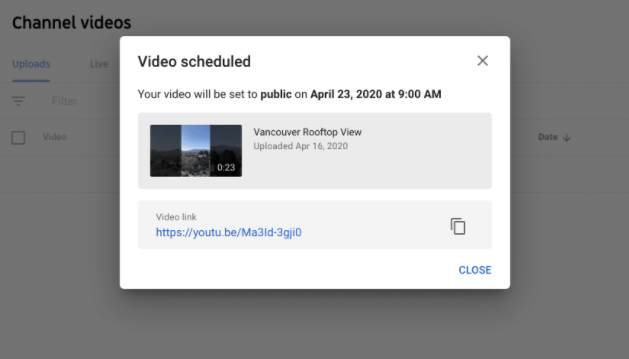 Channel videos
Uploads Live
Filter
Video Date
Video scheduled
Your video will be set to public on April 23, 2020 at 9:00 AM
0:23
Vancouver Rooftop View
Uploaded Apr 16, 2020
Video link
https://youtu.be/Ma3Id-3gji0
CLOSE